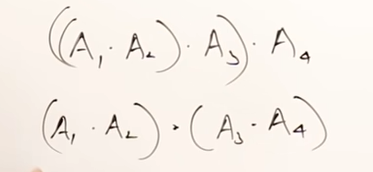 ((A₁ · A₂) · A₃) · A₄
(A₁ · A₂) · (A₃ · A₄)